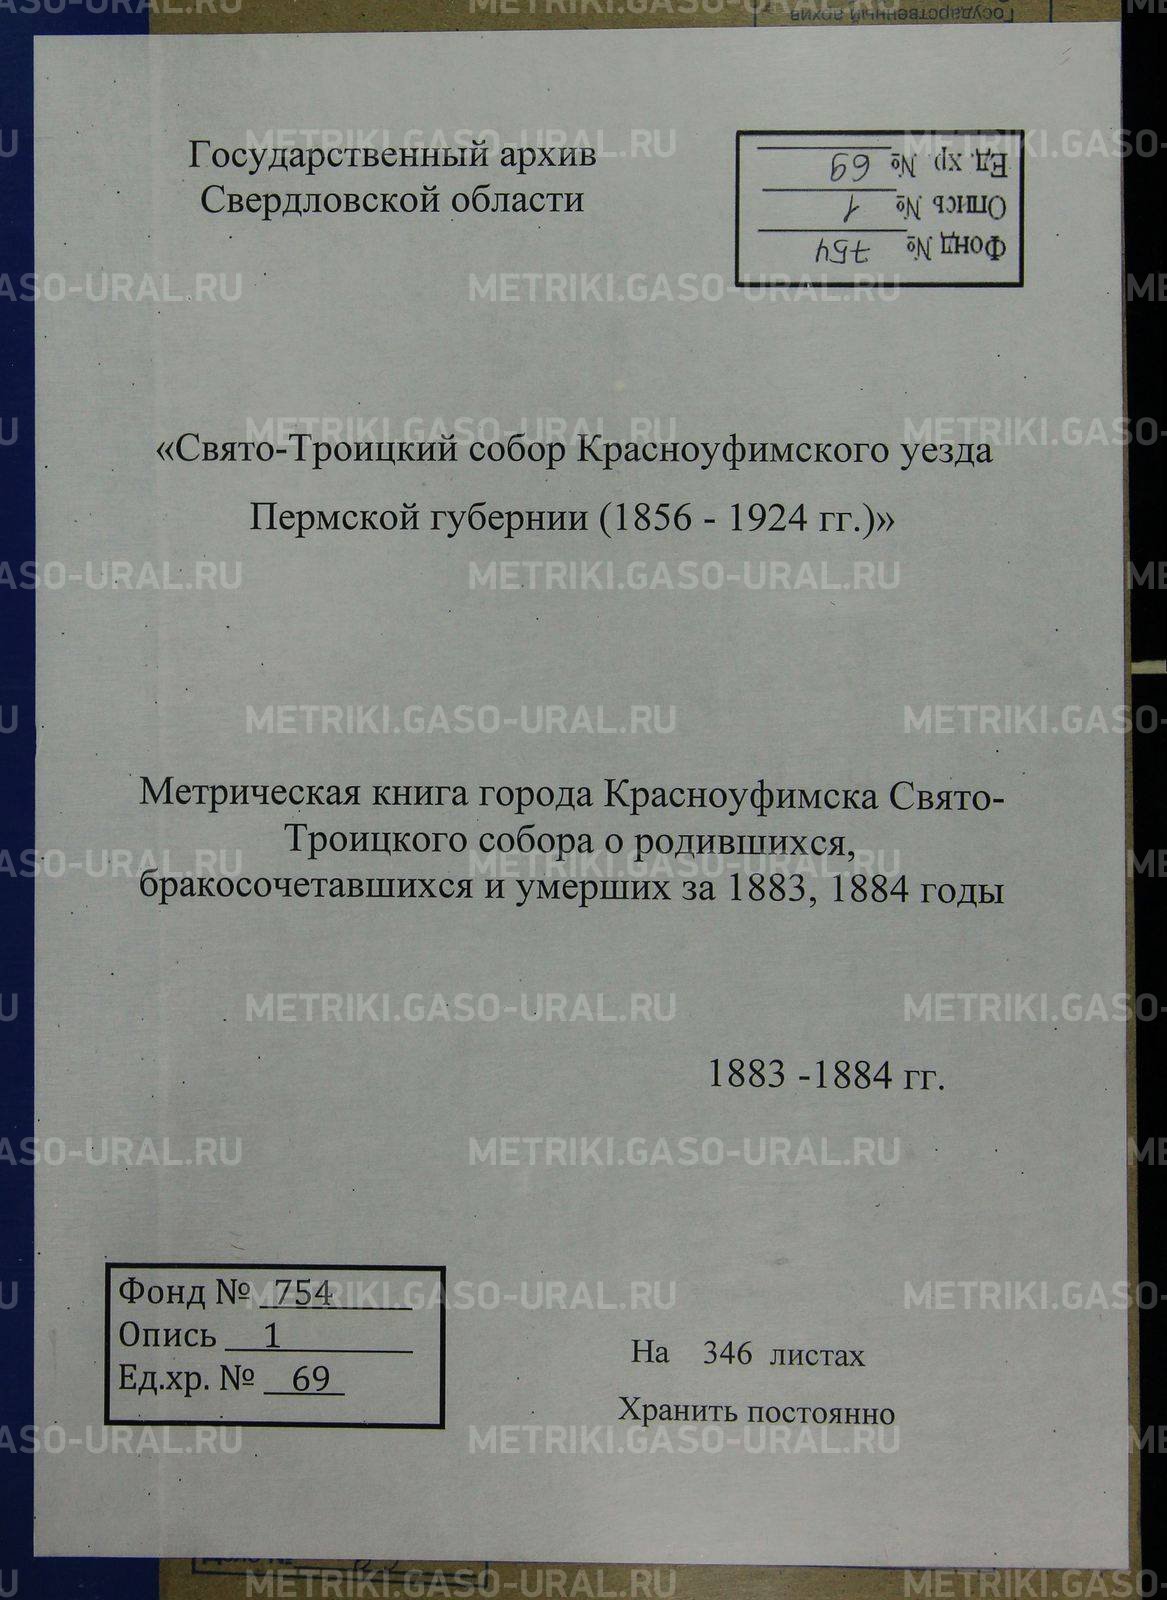 Государственный архив
Государственный архив
Свердловской области
Фонд № 754
Опись № 1
Ед. хр. № 69
«Свято-Троицкий собор Красноуфимского уезда
Пермской губернии (1856 - 1924 гг.)»
Метрическая книга города Красноуфимска Свято-
Троицкого собора о родившихся,
бракосочетавшихся и умерших за 1883, 1884 годы
1883 -1884 гг.
Фонд № 754
Опись 1
Ед.хр. № 69
На 346 листах
Хранить постоянно
METRIKI.GASO-URAL.RU